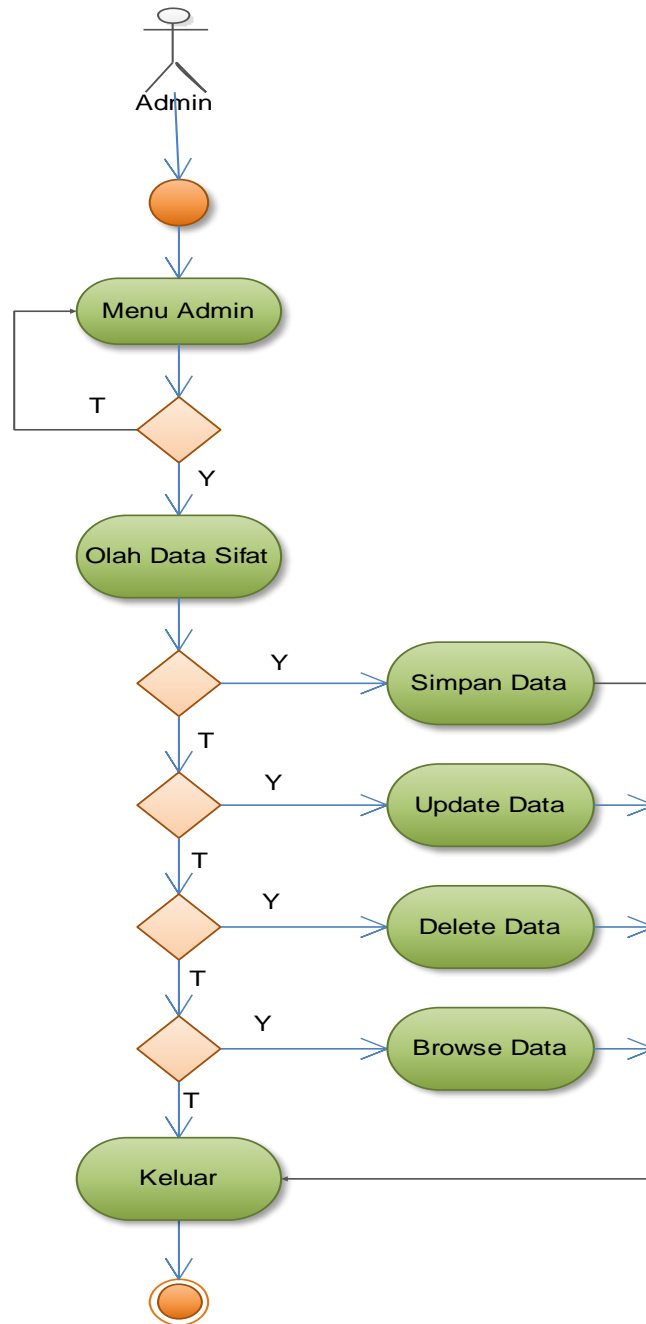 Admin
Menu Admin
T
Y
Olah Data Sifat
Y
Simpan Data
T
Y
Update Data
T
Y
Delete Data
T
Y
Browse Data
T
Keluar